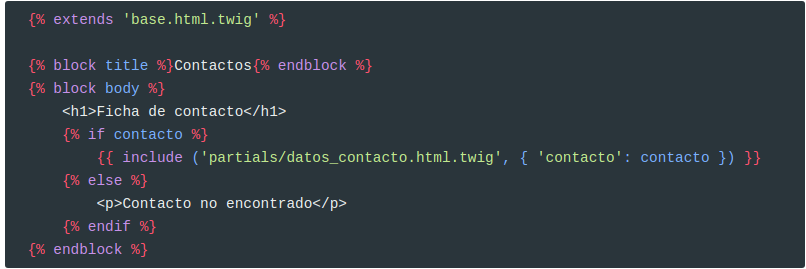 {% extends 'base.html.twig' %}
{% block title %}Contactos{% endblock %}
{% block body %}
<h1>Ficha de contacto</h1>
{% if contacto %}
{{ include ('partials/datos_contacto.html.twig', { 'contacto': contacto }) }}
{% else %}
<p>Contacto no encontrado</p>
{% endif %}
{% endblock %}